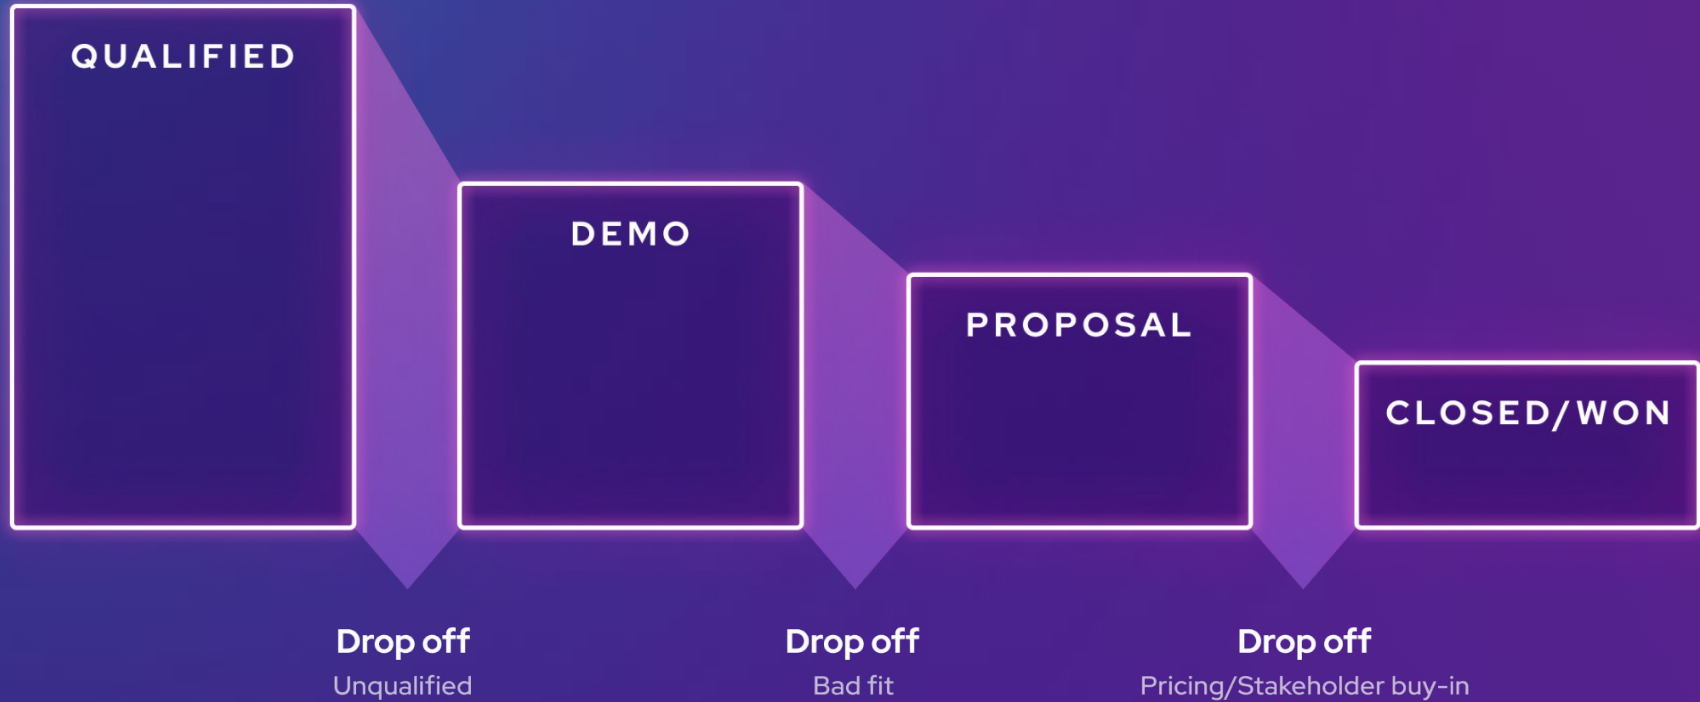 QUALIFIED
DEMO
PROPOSAL
CLOSED/WON
Drop off
Unqualified
Drop off
Bad fit
Drop off
Pricing/Stakeholder buy-in